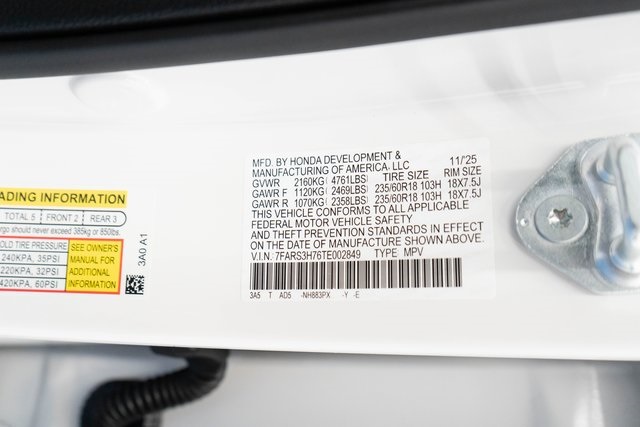 MFD. BY HONDA DEVELOPMENT &
MANUFACTURING OF AMERICA, LLC 11/'25
GVWR 2160KG( 4761LBS) TIRE SIZE RIM SIZE
GAWR F 1120KG( 2469LBS) 235/60R18 103H 18X7.5J
GAWR R 1070KG( 2358LBS) 235/60R18 103H 18X7.5J
THIS VEHICLE CONFORMS TO ALL APPLICABLE
FEDERAL MOTOR VEHICLE SAFETY
AND THEFT PREVENTION STANDARDS IN EFFECT
ON THE DATE OF MANUFACTURE SHOWN ABOVE.
V.I.N. 7FARS3H76TE002849 TYPE MPV
3A5 T AD5 -NH883PX -Y -E
ADING INFORMATION
TOTAL 5 FRONT 2 REAR 3
rgo should never exceed 385kg or 850lbs.
OLD TIRE PRESSURE SEE OWNER'S
240KPA, 35PSI MANUAL FOR
220KPA, 32PSI ADDITIONAL
420KPA, 60PSI INFORMATION
3A0 A1